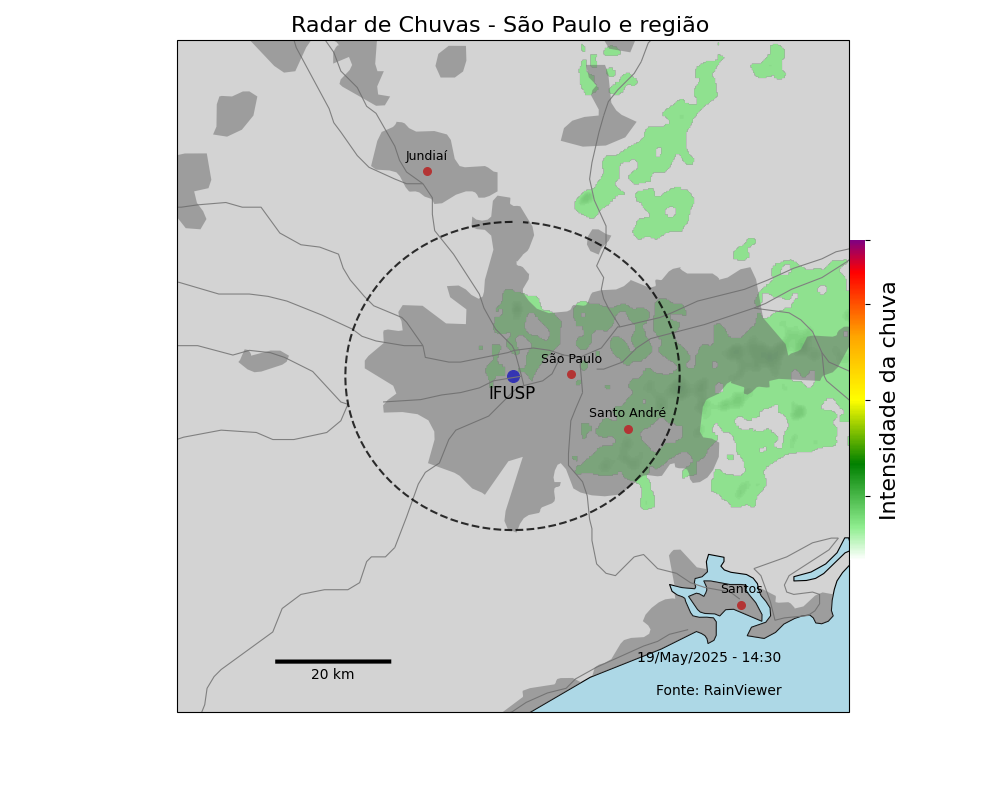 Radar de Chuvas - São Paulo e região
Jundiaí
São Paulo
IFUSP
Santo André
Intensidade da chuva
Santos
19/May/2025 - 14:30
20 km
Fonte: RainViewer